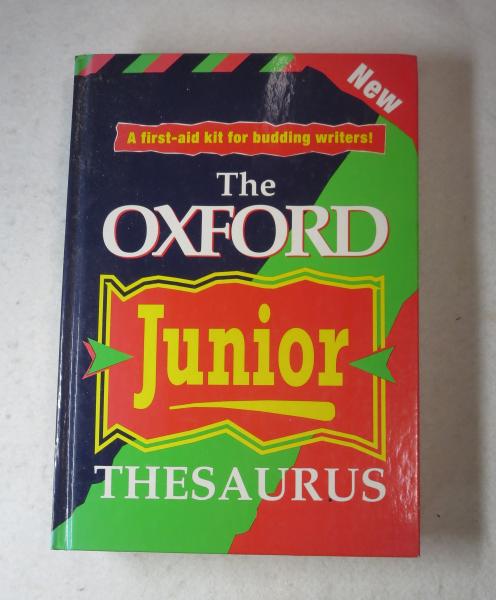 New
A first-aid kit for budding writers!
The
OXFORD
Junior
THESAURUS